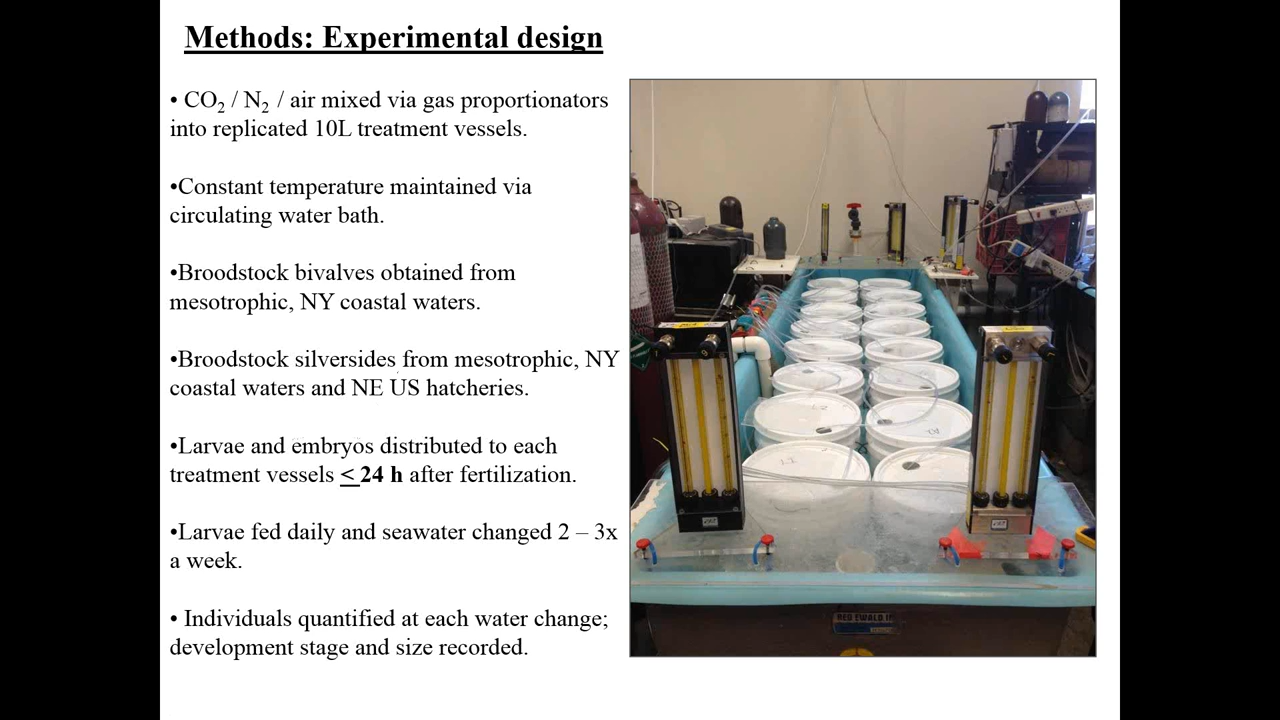 Methods: Experimental design
• CO₂ / N₂ / air mixed via gas proportionators
into replicated 10L treatment vessels.
•Constant temperature maintained via
circulating water bath.
•Broodstock bivalves obtained from
mesotrophic, NY coastal waters.
•Broodstock silversides from mesotrophic, NY
coastal waters and NE US hatcheries.
•Larvae and embryos distributed to each
treatment vessels < 24 h after fertilization.
•Larvae fed daily and seawater changed 2 – 3x
a week.
• Individuals quantified at each water change;
development stage and size recorded.
RED EWALD